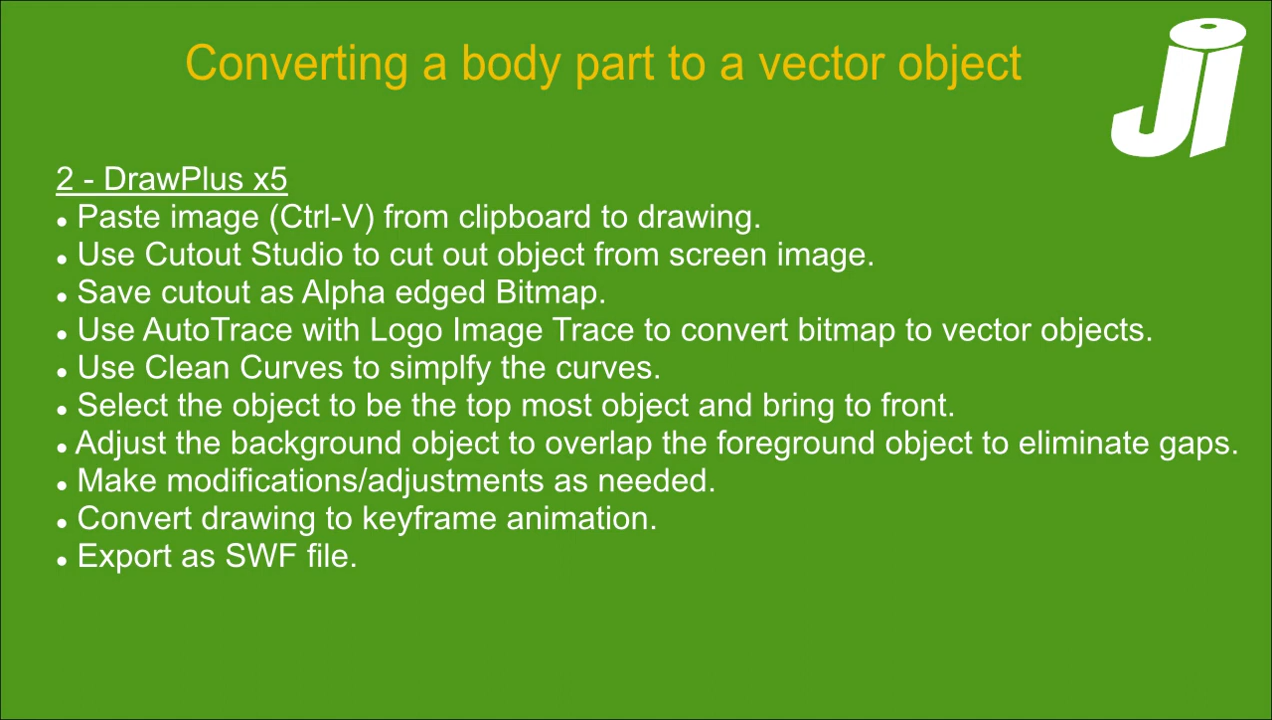 Converting a body part to a vector object
JI
2 - DrawPlus x5
• Paste image (Ctrl-V) from clipboard to drawing.
• Use Cutout Studio to cut out object from screen image.
• Save cutout as Alpha edged Bitmap.
• Use AutoTrace with Logo Image Trace to convert bitmap to vector objects.
• Use Clean Curves to simplfy the curves.
• Select the object to be the top most object and bring to front.
• Adjust the background object to overlap the foreground object to eliminate gaps.
• Make modifications/adjustments as needed.
• Convert drawing to keyframe animation.
• Export as SWF file.